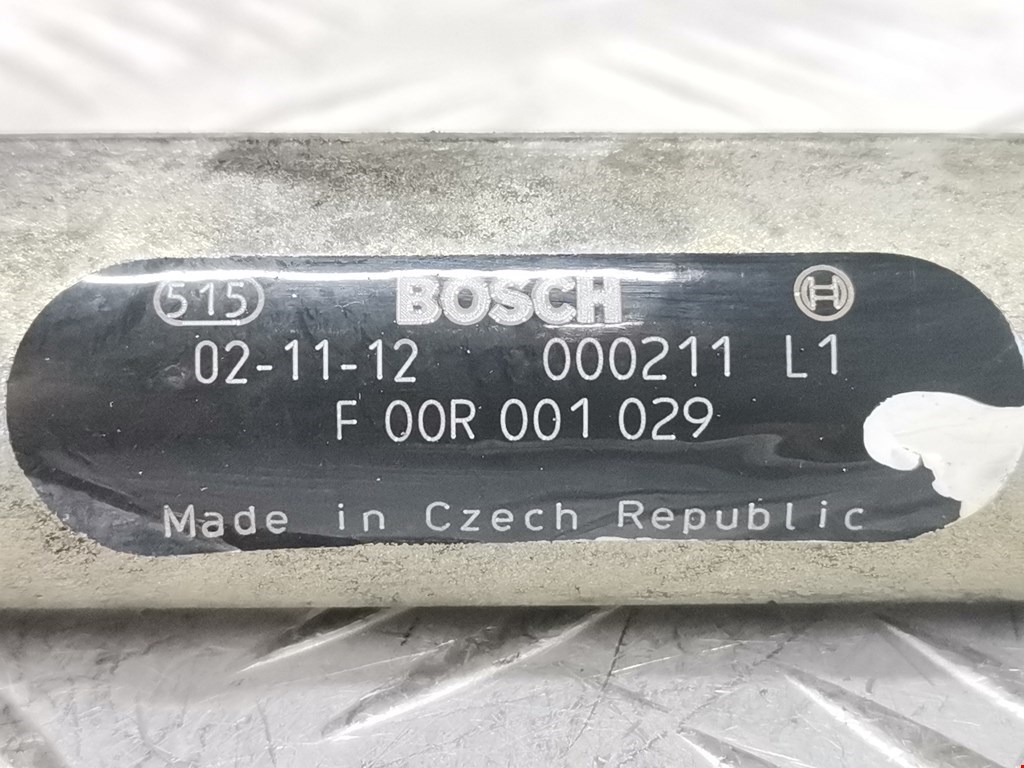 515 BOSCH
02-11-12 000211 L1
F 00R 001 029
Made in Czech Republic